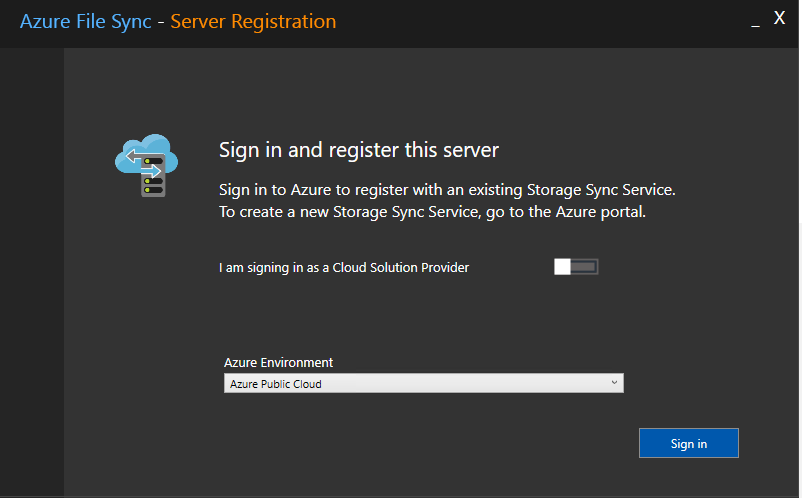 Azure File Sync - Server Registration
_ X
Sign in and register this server
Sign in to Azure to register with an existing Storage Sync Service.
To create a new Storage Sync Service, go to the Azure portal.
I am signing in as a Cloud Solution Provider
Azure Environment
Azure Public Cloud
Sign in